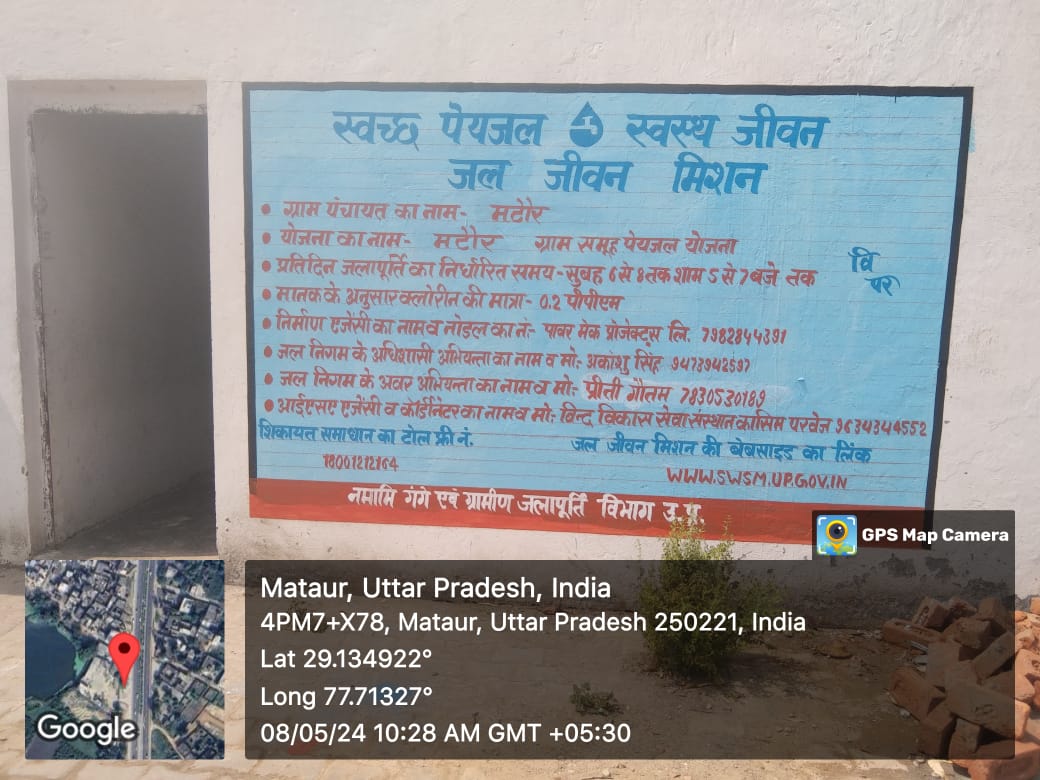 स्वच्छ पेयजल स्वस्थ जीवन
जल जीवन मिशन
• ग्राम पंचायत का नाम- मटौर
• योजना का नाम- मटौर ग्राम समूह पेयजल योजना
• प्रतिदिन जलापूर्ति का निर्धारित समय-सुबह 6 से 8 तक शाम 5 से 7 बजे तक
वि
पर
• मानक के अनुसार क्लोरीन की मात्रा- 0.2 पीपीएम
• निर्माण एजेंसी का नाम व नोडल का नं- पावर मेक प्रोजेक्ट्स लि. 7982844391
• जल निगम के अधिशासी अभियन्ता का नाम व मो:- अकांशु सिंह 9473942597
• जल निगम के अवर अभियन्ता का नाम व मो:- प्रीती गौतम 7830530189
• आईएसए एजेंसी व कॉर्डीनेटर का नाम व मो: बिन्द विकास सेवा संस्थान कासिम परवेज 9634344552
शिकायत समाधान का टोल फ्री नं.
18001212164
जल जीवन मिशन की बेबसाइड का लिंक
WWW.SWSM.UP.GOV.IN
नमामि गंगे एवं ग्रामीण जलापूर्ति विभाग उ.प्र.
GPS Map Camera
Google
Mataur, Uttar Pradesh, India
4PM7+X78, Mataur, Uttar Pradesh 250221, India
Lat 29.134922°
Long 77.71327°
08/05/24 10:28 AM GMT +05:30